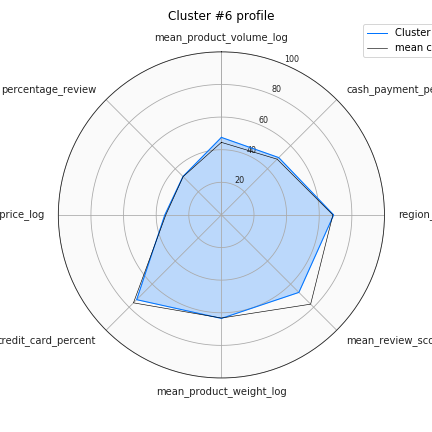 Cluster #6 profile
mean_product_volume_log
Cluster
mean c
100
percentage_review
cash_payment_pe
80
60
40
20
price_log
region_
credit_card_percent
mean_review_sco
mean_product_weight_log